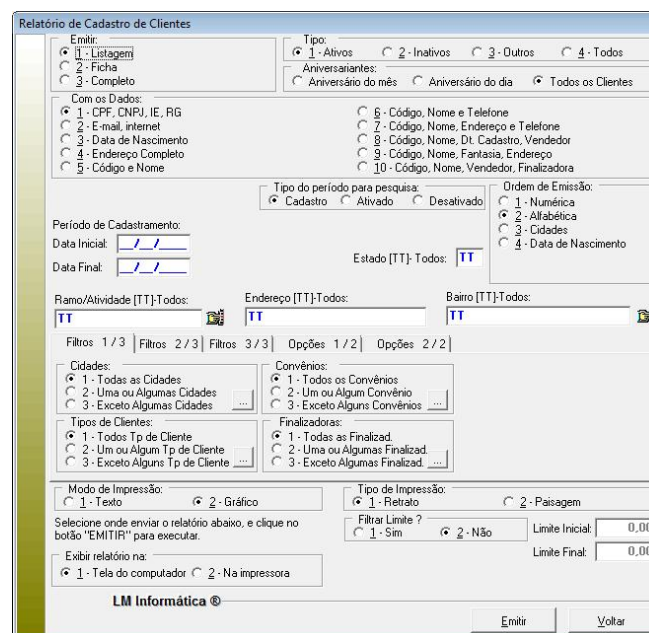 Relatório de Cadastro de Clientes
Emitir:
1 - Listagem
2 - Ficha
3 - Completo
Tipo:
1 - Ativos 2 - Inativos 3 - Outros 4 - Todos
Aniversariantes:
Aniversário do mês Aniversário do dia Todos os Clientes
Com os Dados:
1 - CPF, CNPJ, IE, RG
2 - E-mail, internet
3 - Data de Nascimento
4 - Endereço Completo
5 - Código e Nome
6 - Código, Nome e Telefone
7 - Código, Nome, Endereço e Telefone
8 - Código, Nome, Dt. Cadastro, Vendedor
9 - Código, Nome, Fantasia, Endereço
10 - Código, Nome, Vendedor, Finalizadora
Tipo do período para pesquisa:
Cadastro Ativado Desativado
Ordem de Emissão:
1 - Numérica
2 - Alfabética
3 - Cidades
4 - Data de Nascimento
Período de Cadastramento:
Data Inicial: __/__/____
Data Final: __/__/____
Estado [TT]- Todos: TT
Ramo/Atividade [TT]-Todos:
TT
Endereço [TT]-Todos:
TT
Bairro [TT]-Todos:
TT
Filtros 1 / 3 Filtros 2 / 3 Filtros 3 / 3 Opções 1 / 2 Opções 2 / 2
Cidades:
1 - Todas as Cidades
2 - Uma ou Algumas Cidades
3 - Exceto Algumas Cidades ...
Convênios:
1 - Todos os Convênios
2 - Um ou Algum Convênio
3 - Exceto Alguns Convênios ...
Tipos de Clientes:
1 - Todos Tp de Cliente
2 - Um ou Algum Tp de Cliente
3 - Exceto Alguns Tp de Cliente ...
Finalizadoras:
1 - Todas as Finalizad.
2 - Uma ou Algumas Finalizad.
3 - Exceto Algumas Finalizad. ...
Modo de Impressão:
1 - Texto 2 - Gráfico
Tipo de Impressão:
1 - Retrato 2 - Paisagem
Selecione onde enviar o relatório abaixo, e clique no
botão "EMITIR" para executar.
Filtrar Limite ?
1 - Sim 2 - Não
Limite Inicial: 0,00
Limite Final: 0,00
Exibir relatório na:
1 - Tela do computador 2 - Na impressora
LM Informática ®
Emitir Voltar